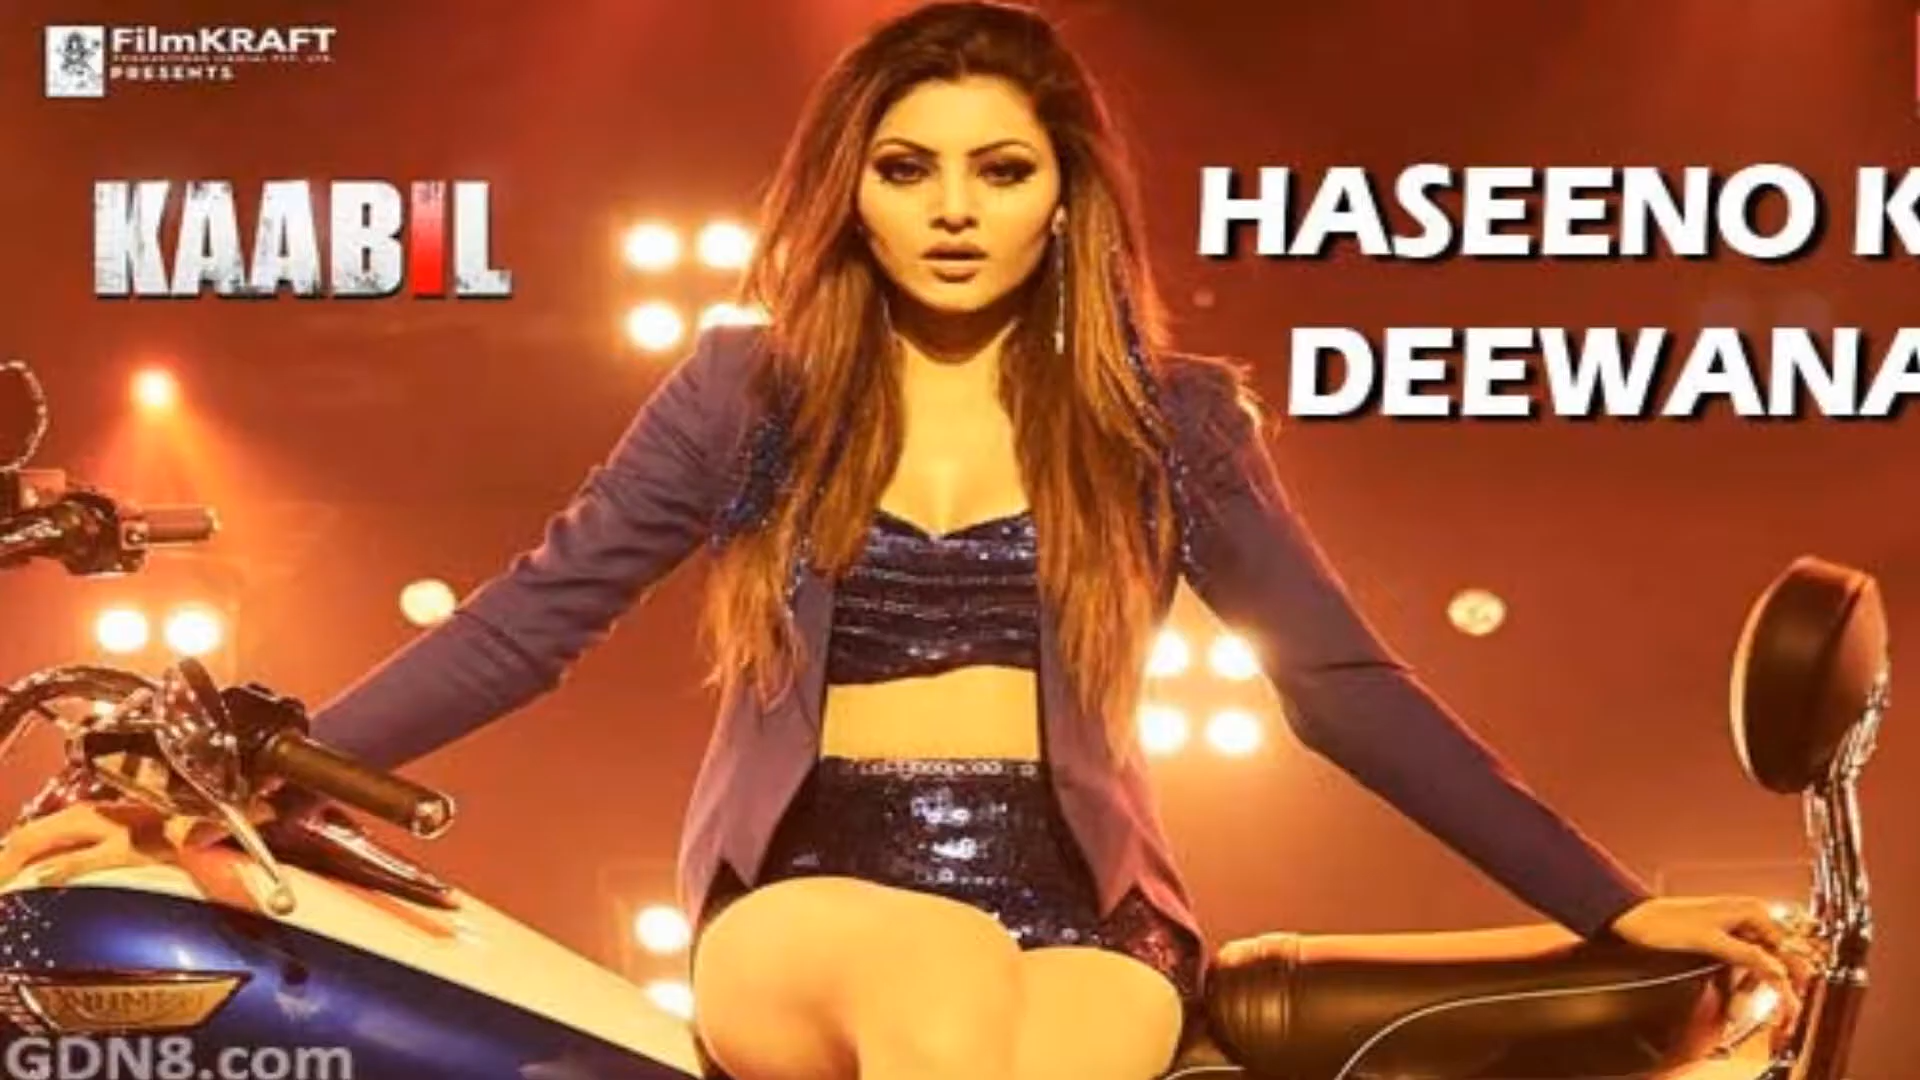 FilmKRAFT
PRESENTS
KAABIL
HASEENO K
DEEWANA
GDN8.com